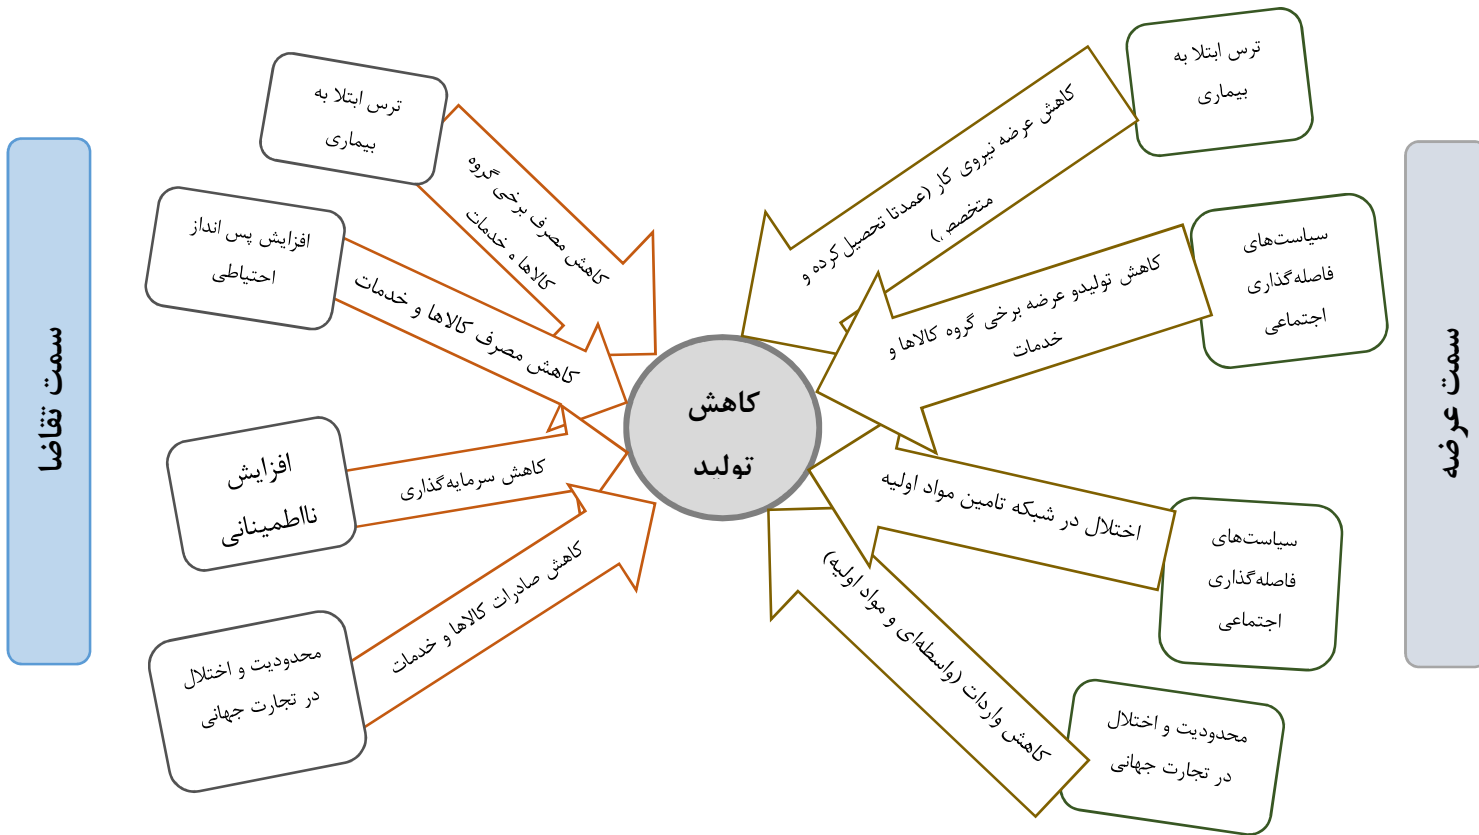 سمت عرضه
ترس ابتلا به
بیماری
کاهش عرضه نیروی کار (عمدتا تحصیل‌کرده و
متخصص)
سیاست‌های
فاصله‌گذاری
اجتماعی
کاهش تولیدو عرضه برخی گروه کالاها و
خدمات
سیاست‌های
فاصله‌گذاری
اجتماعی
اختلال در شبکه تامین مواد اولیه
محدودیت و اختلال
در تجارت جهانی
کاهش واردات (واسطه‌ای و مواد اولیه)
کاهش
تولید
ترس ابتلا به
بیماری
کاهش مصرف برخی گروه
کالاها و خدمات
افزایش پس انداز
احتیاطی
کاهش مصرف کالاها و خدمات
افزایش
نااطمینانی
کاهش سرمایه‌گذاری
محدودیت و اختلال
در تجارت جهانی
کاهش صادرات کالاها و خدمات
سمت تقاضا